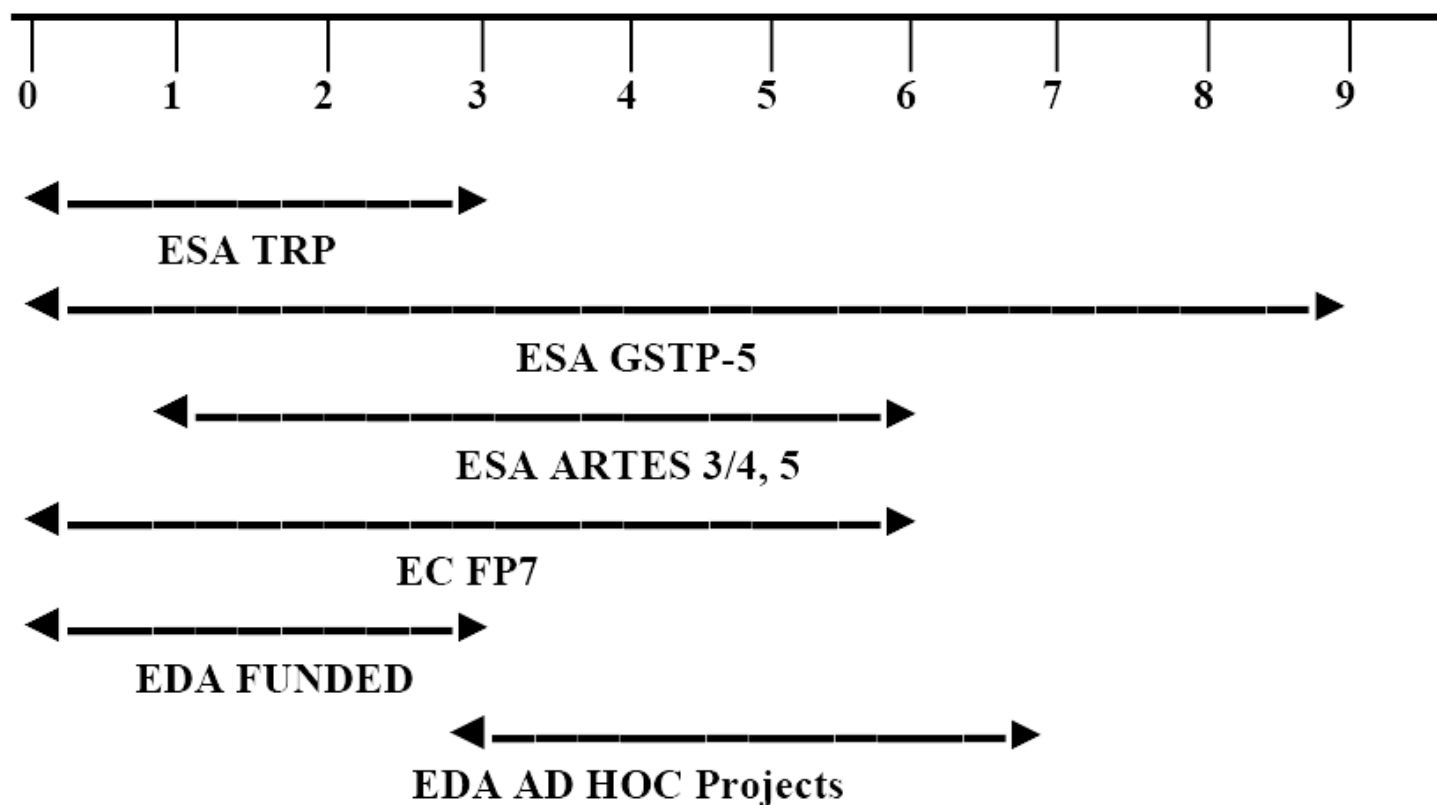 0 1 2 3 4 5 6 7 8 9
ESA TRP
ESA GSTP-5
ESA ARTES 3/4, 5
EC FP7
EDA FUNDED
EDA AD HOC Projects